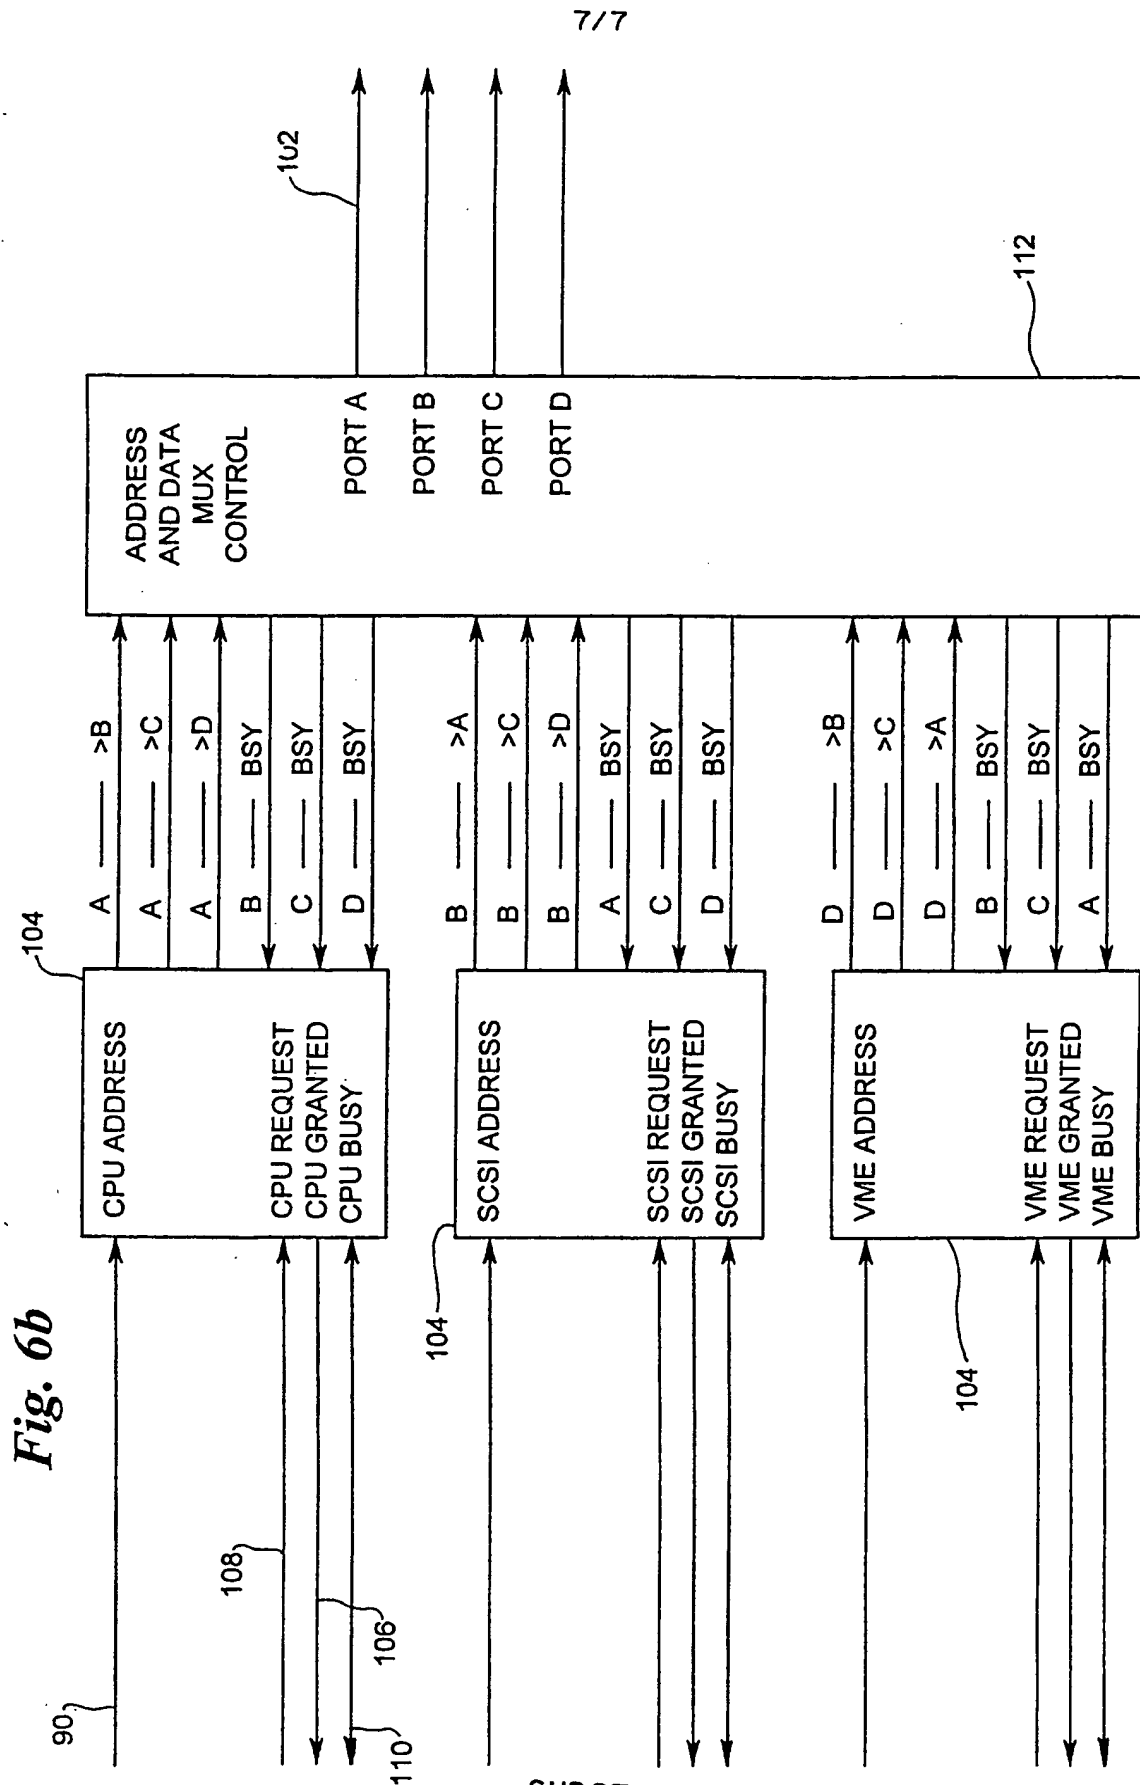 7/7
Fig. 6b
90
108
106
110
104
CPU ADDRESS
CPU REQUEST
CPU GRANTED
CPU BUSY
A —— >B
A —— >C
A —— >D
B —— BSY
C —— BSY
D —— BSY
ADDRESS
AND DATA
MUX
CONTROL
PORT A
PORT B
PORT C
PORT D
102
112
104
SCSI ADDRESS
SCSI REQUEST
SCSI GRANTED
SCSI BUSY
B —— >A
B —— >C
B —— >D
A —— BSY
C —— BSY
D —— BSY
104
VME ADDRESS
VME REQUEST
VME GRANTED
VME BUSY
D —— >B
D —— >C
D —— >A
B —— BSY
C —— BSY
A —— BSY